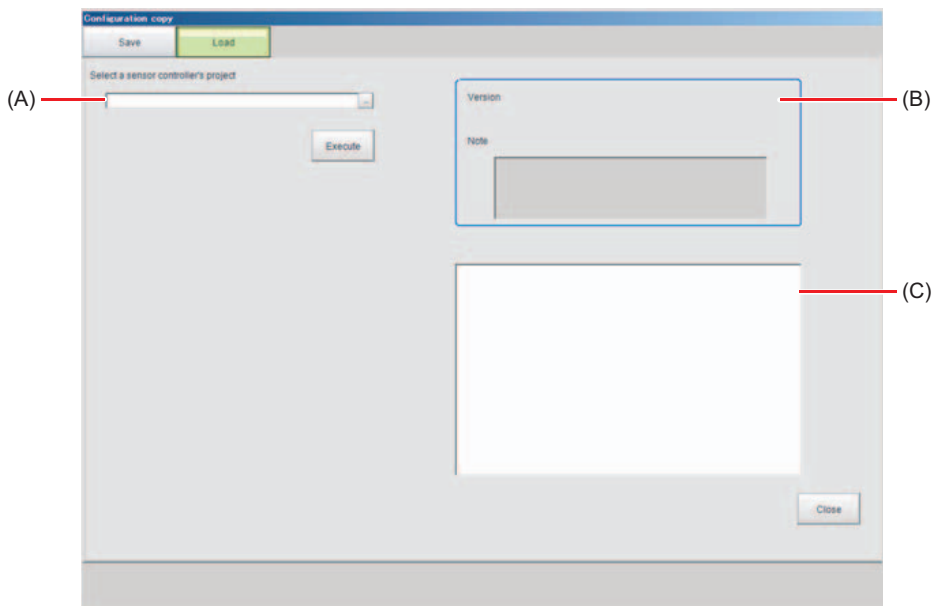 Configuration copy
Save
Load
Select a sensor controller's project
(A)
...
Execute
Version
(B)
Note
(C)
Close